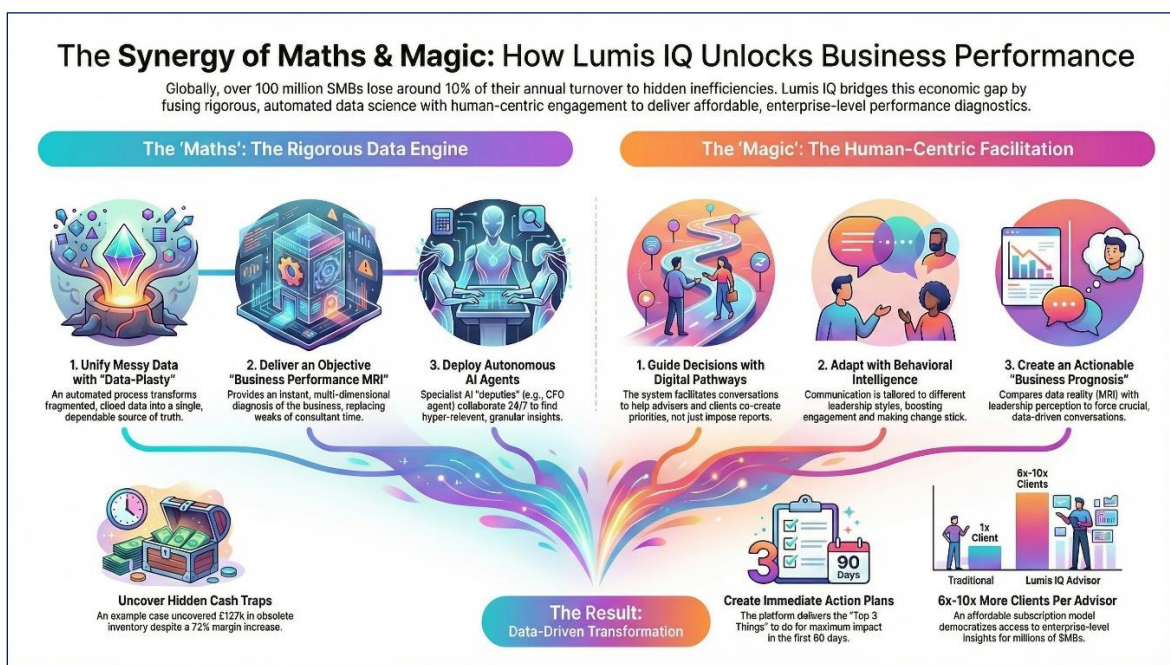 The Synergy of Maths & Magic: How Lumis IQ Unlocks Business Performance
Globally, over 100 million SMBs lose around 10% of their annual turnover to hidden inefficiencies. Lumis IQ bridges this economic gap by
fusing rigorous, automated data science with human-centric engagement to deliver affordable, enterprise-level performance diagnostics.
The ‘Maths’: The Rigorous Data Engine
1. Unify Messy Data
with “Data-Plasty”
An automated process transforms
fragmented, clioed data into a single,
dependable source of truth.
2. Deliver an Objective
“Business Performance MRI”
Provides an instant, multi-dimensional
diagnosis of the business, replacing
weaks of consultant time.
3. Deploy Autonomous
AI Agents
Specialist AI “deputies” (e.g., CFO
agent) collaborate 24/7 to find
hyper-relevent, granular insights.
The ‘Magic’: The Human-Centric Facilitation
1. Guide Decisions with
Digital Pathways
The system facilitates conversations
to help advisers and clients co-create
priorities, not just impose reports.
2. Adapt with Behavioral
Intelligence
Communication is tailored to different
leadership styles, boosting
engagement and making change stick.
3. Create an Actionable
“Business Prognosis”
Compares data reality (MRI) with
leadership perception to force crucial,
data-driven conversations.
Uncover Hidden Cash Traps
An example case uncovered £127k in obsolete
inventory despite a 72% margin increase.
The Result:
Data-Driven Transformation
3
90
Days
Create Immediate Action Plans
The platform delivers the “Top 3
Things” to do for maximum impact
in the first 60 days.
6x-10x
Clients
1x
Client
Traditional
Lumis IQ Advisor
6x-10x More Clients Per Advisor
An affordable subscription model
democratizes access to enterprise-level
insights for millions of $MBs.